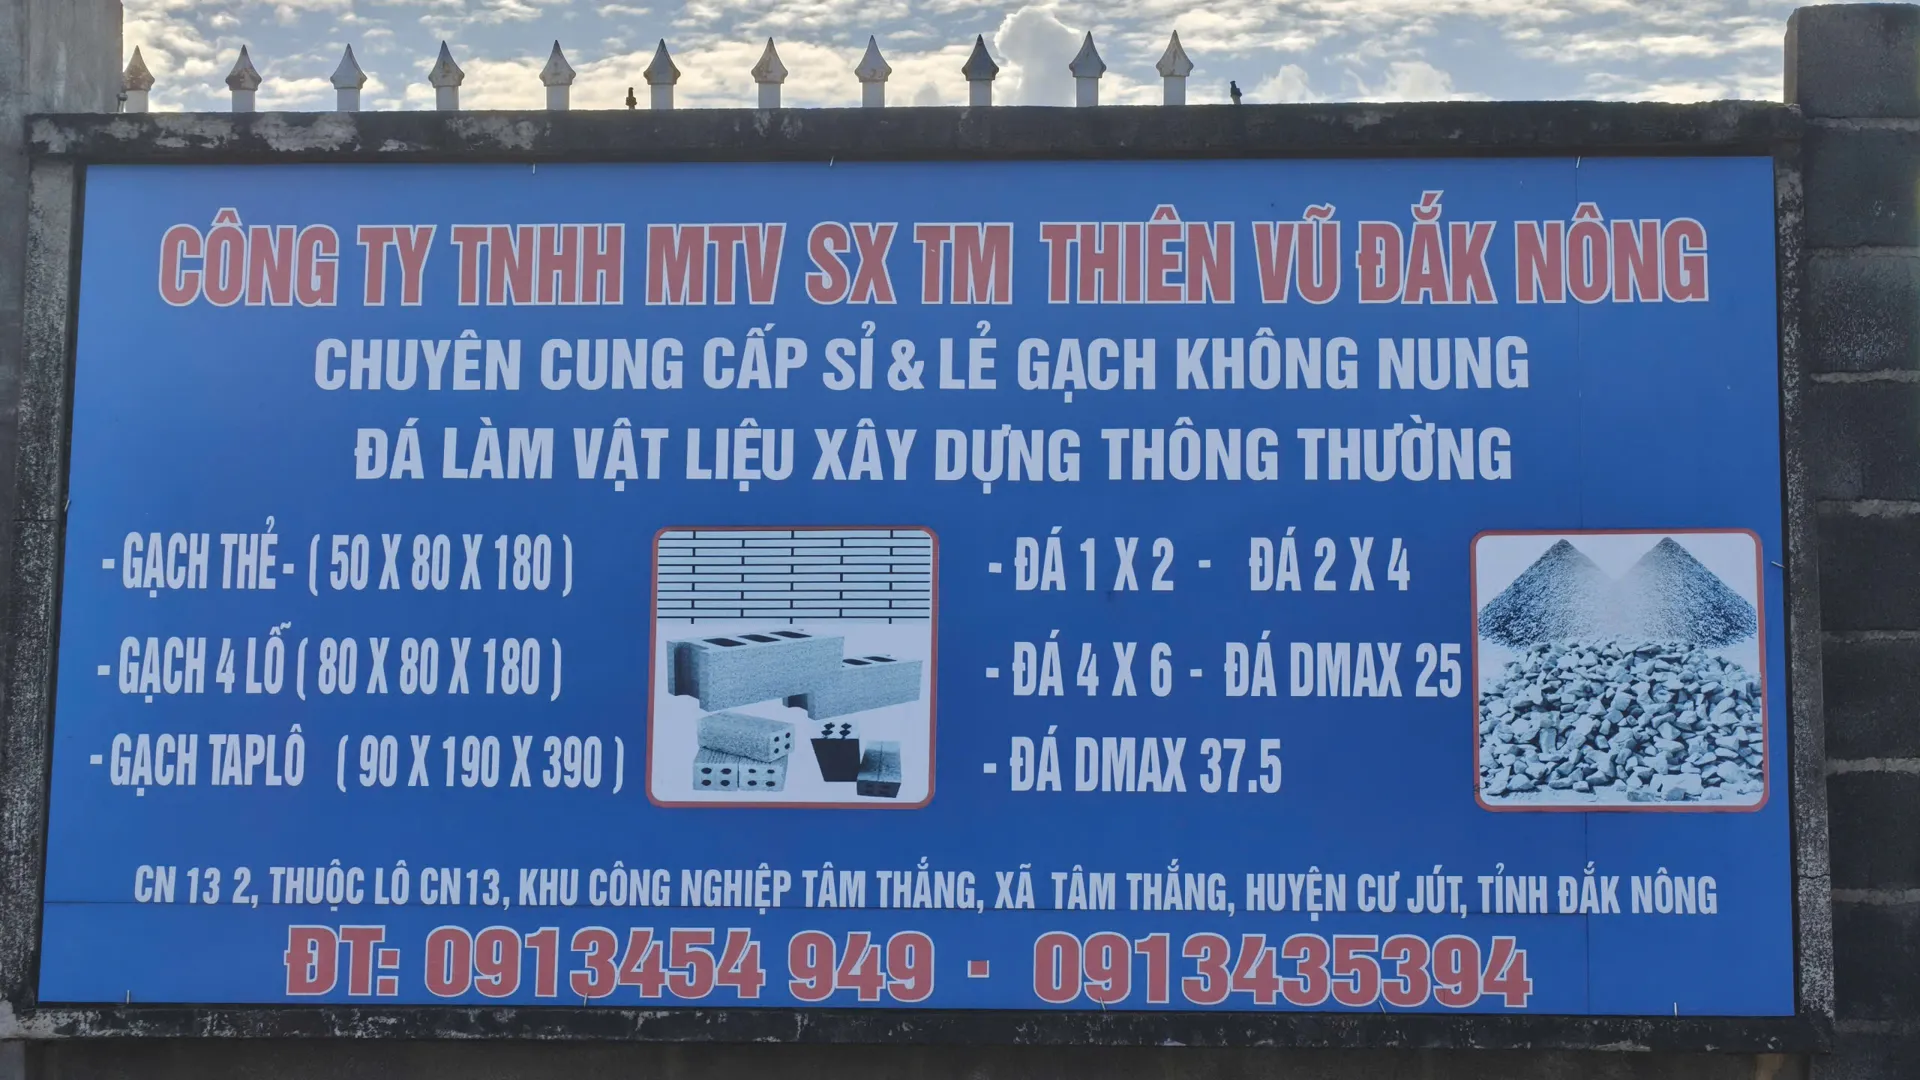 CÔNG TY TNHH MTV SX TM THIÊN VŨ ĐẮK NÔNG
CHUYÊN CUNG CẤP SỈ & LẺ GẠCH KHÔNG NUNG
ĐÁ LÀM VẬT LIỆU XÂY DỰNG THÔNG THƯỜNG
- GẠCH THẺ - ( 50 X 80 X 180 )
- GẠCH 4 LỖ ( 80 X 80 X 180 )
- GẠCH TAPLÔ ( 90 X 190 X 390 )
- ĐÁ 1 X 2 - ĐÁ 2 X 4
- ĐÁ 4 X 6 - ĐÁ DMAX 25
- ĐÁ DMAX 37.5
CN 13 2, THUỘC LÔ CN13, KHU CÔNG NGHIỆP TÂM THẮNG, XÃ TÂM THẮNG, HUYỆN CƯ JÚT, TỈNH ĐẮK NÔNG
ĐT: 0913454 949 - 0913435394